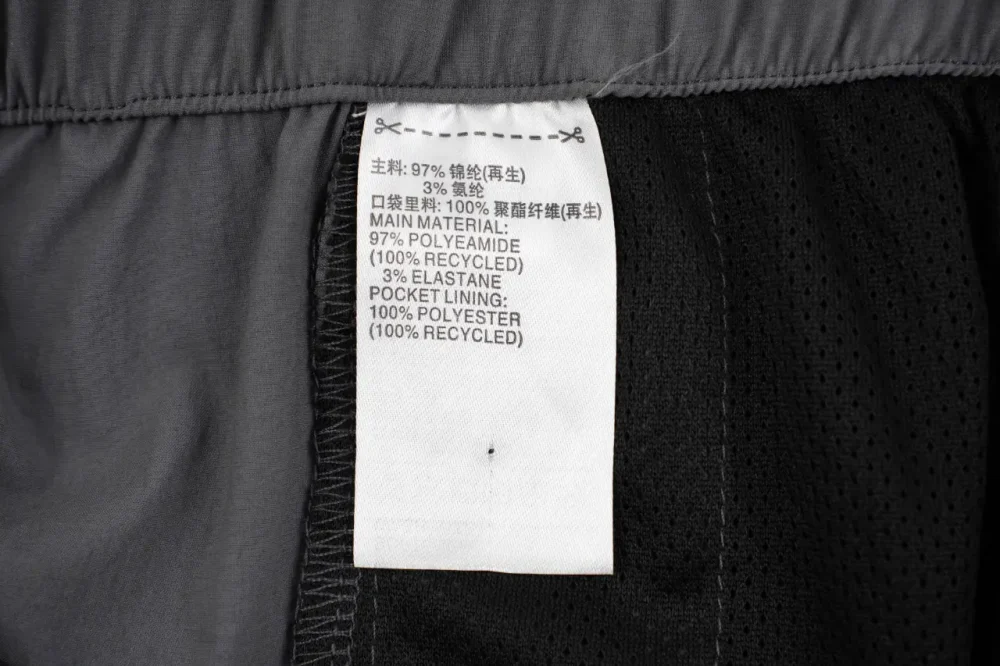 主料: 97% 锦纶(再生)
3% 氨纶
口袋里料: 100% 聚酯纤维(再生)
MAIN MATERIAL:
97% POLYEAMIDE
(100% RECYCLED)
3% ELASTANE
POCKET LINING:
100% POLYESTER
(100% RECYCLED)